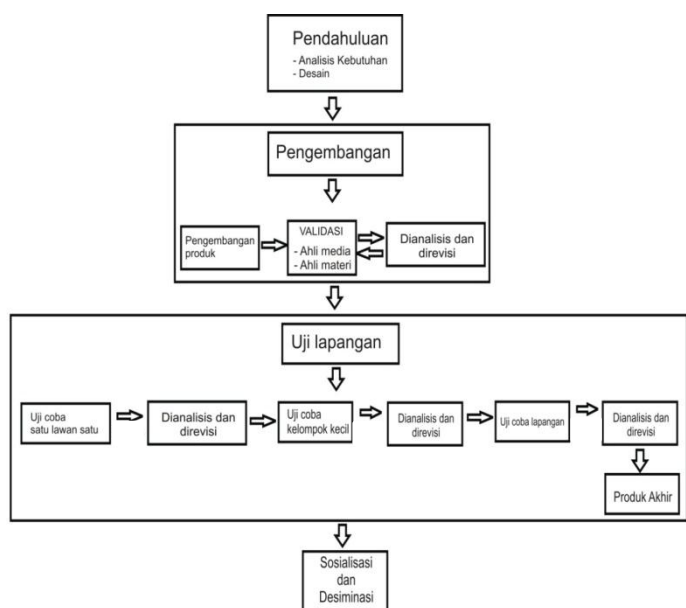 Pendahuluan
- Analisis Kebutuhan
- Desain
Pengembangan
Pengembangan
produk
VALIDASI
- Ahli media
- Ahli materi
Dianalisis dan
direvisi
Uji lapangan
Uji coba
satu lawan satu
Dianalisis dan
direvisi
Uji coba
kelompok kecil
Dianalisis dan
direvisi
Uji coba lapangan
Dianalisis dan
direvisi
Produk Akhir
Sosialisasi
dan
Desiminasi